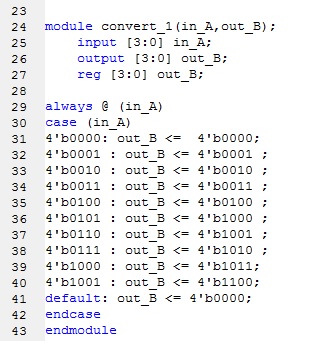 23
24 module convert_1(in_A,out_B);
25 input [3:0] in_A;
26 output [3:0] out_B;
27 reg [3:0] out_B;
28
29 always @ (in_A)
30 case (in_A)
31 4'b0000: out_B <=  4'b0000;
32 4'b0001 : out_B <= 4'b0001 ;
33 4'b0010 : out_B <= 4'b0010 ;
34 4'b0011 : out_B <= 4'b0011 ;
35 4'b0100 : out_B <= 4'b0100 ;
36 4'b0101 : out_B <= 4'b1000 ;
37 4'b0110 : out_B <= 4'b1001 ;
38 4'b0111 : out_B <= 4'b1010 ;
39 4'b1000 : out_B <= 4'b1011;
40 4'b1001 : out_B <= 4'b1100;
41 default: out_B <= 4'b0000;
42 endcase
43 endmodule